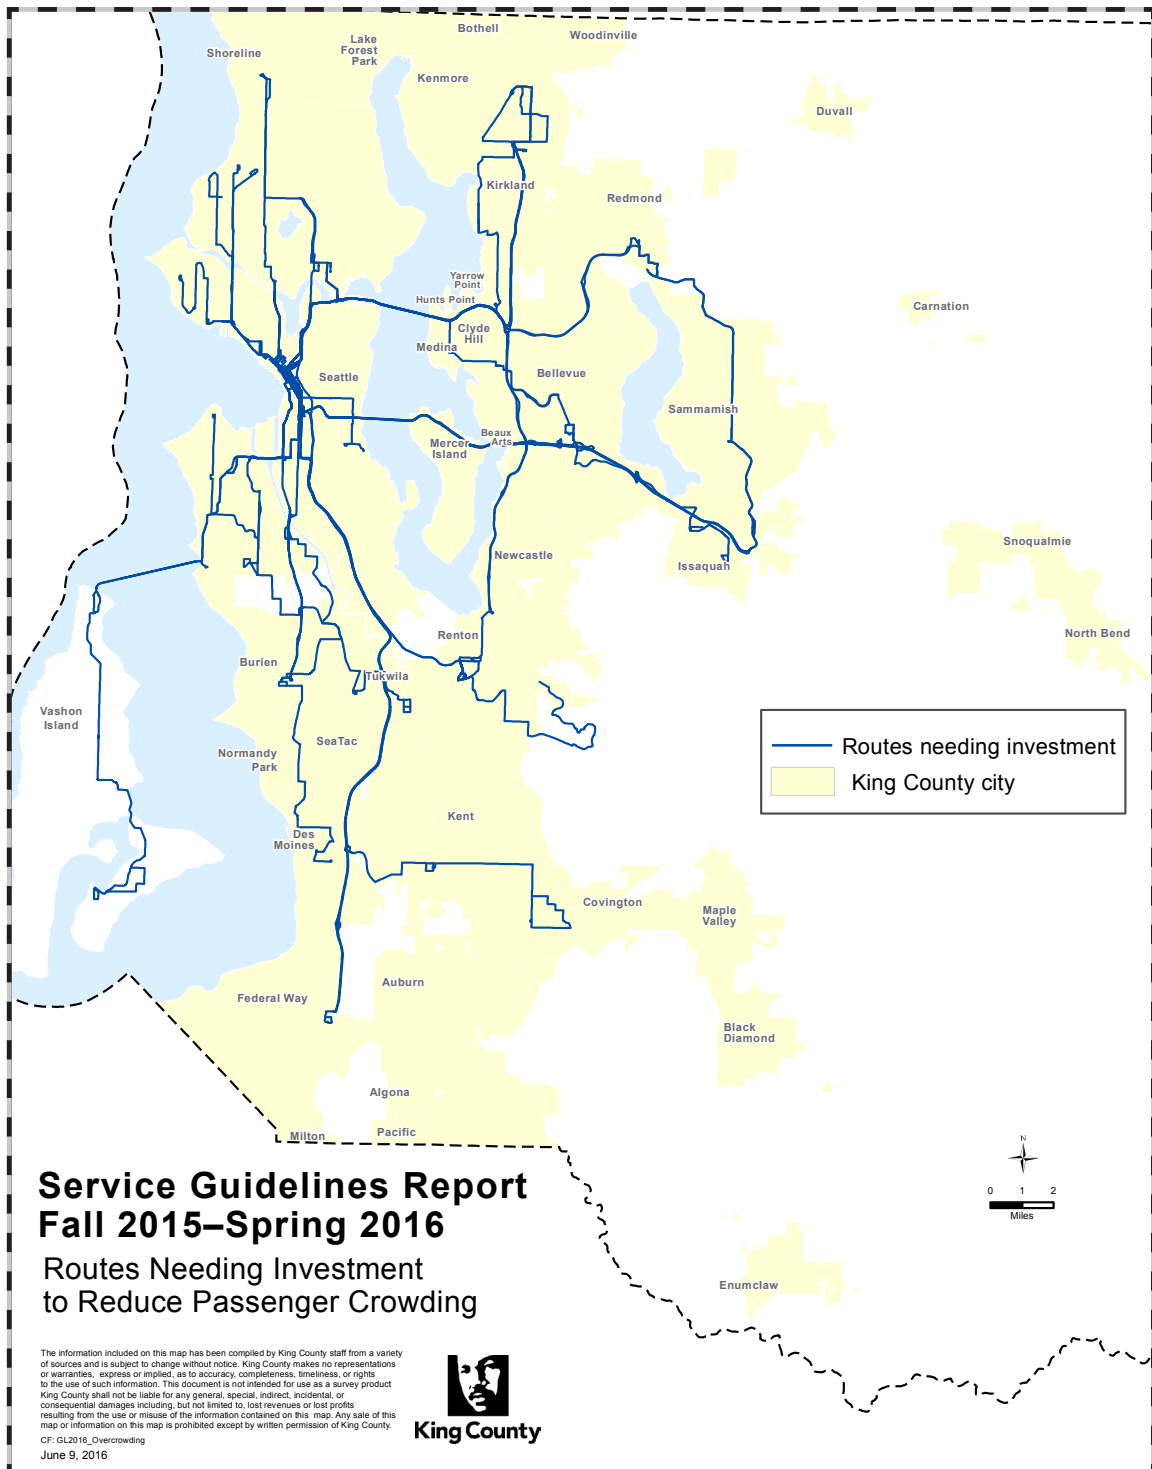 Bothell
Woodinville
Lake
Forest
Park
Shoreline
Kenmore
Duvall
Kirkland
Redmond
Yarrow
Point
Hunts Point
Carnation
Clyde
Hill
Medina
Seattle
Bellevue
Sammamish
Beaux
Arts
Mercer
Island
Snoqualmie
Newcastle
Issaquah
Renton
North Bend
Burien
Tukwila
Vashon
Island
SeaTac
Normandy
Park
Routes needing investment
King County city
Kent
Des
Moines
Covington
Maple
Valley
Auburn
Federal Way
Black
Diamond
Algona
Milton
Pacific
N
0 1 2
Miles
Service Guidelines Report
Fall 2015–Spring 2016
Routes Needing Investment
to Reduce Passenger Crowding
Enumclaw
The information included on this map has been compiled by King County staff from a variety
of sources and is subject to change without notice. King County makes no representations
or warranties, express or implied, as to accuracy, completeness, timeliness, or rights
to the use of such information. This document is not intended for use as a survey product
King County shall not be liable for any general, special, indirect, incidental, or
consequential damages including, but not limited to, lost revenues or lost profits
resulting from the use or misuse of the information contained on this map. Any sale of this
map or information on this map is prohibited except by written permission of King County.
CF: GL2016_Overcrowding
June 9, 2016
King County